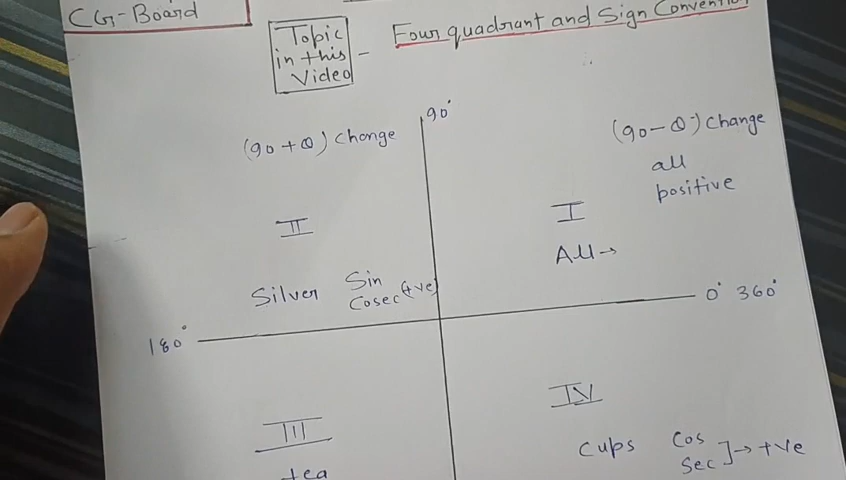 CG-Board
Topic
in this
Video
- Four quadrant and Sign Convention
90°
(90+θ) Change
(90-θ) Change
all
positive
II
I
All→
Silver Sin
Cosec (+ve)
0° 360°
180°
III
IV
tea
Cups Cos
Sec ]→+ve